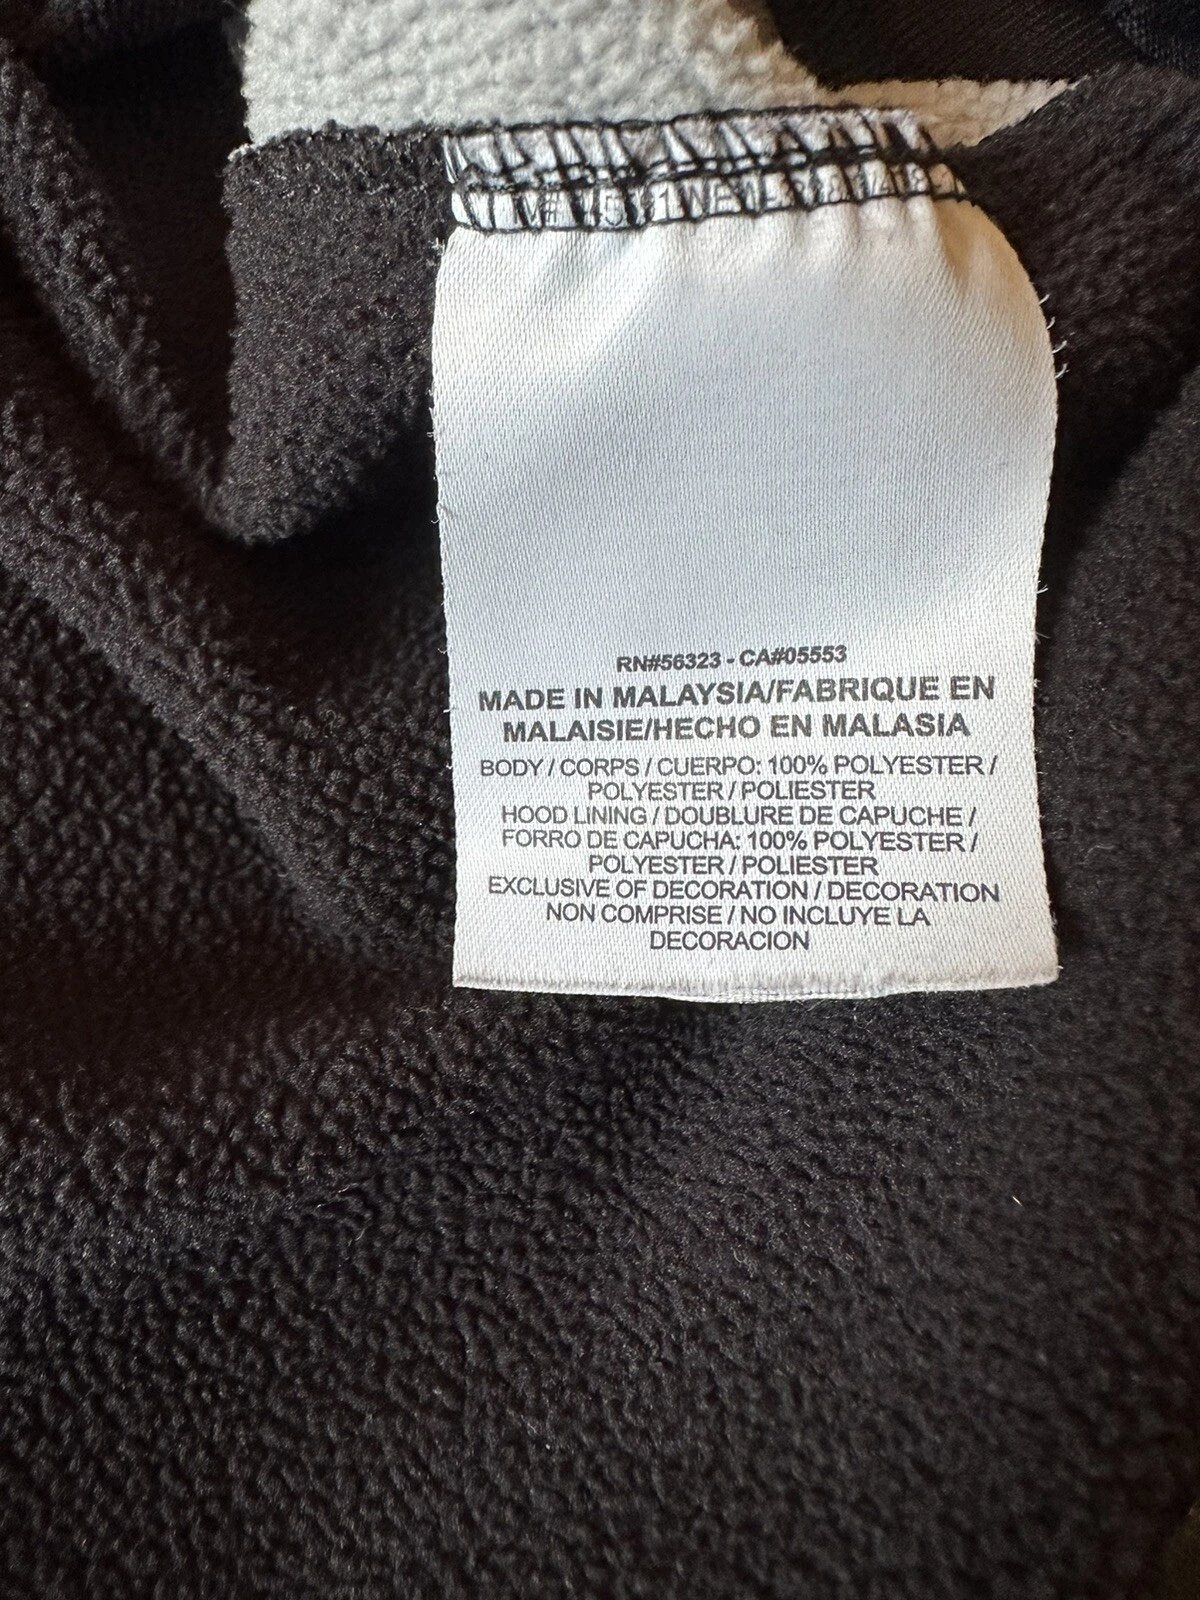 RN#56323 - CA#05553
MADE IN MALAYSIA/FABRIQUE EN
MALAISIE/HECHO EN MALASIA
BODY / CORPS / CUERPO: 100% POLYESTER /
POLYESTER / POLIESTER
HOOD LINING / DOUBLURE DE CAPUCHE /
FORRO DE CAPUCHA: 100% POLYESTER /
POLYESTER / POLIESTER
EXCLUSIVE OF DECORATION / DECORATION
NON COMPRISE / NO INCLUYE LA
DECORACION